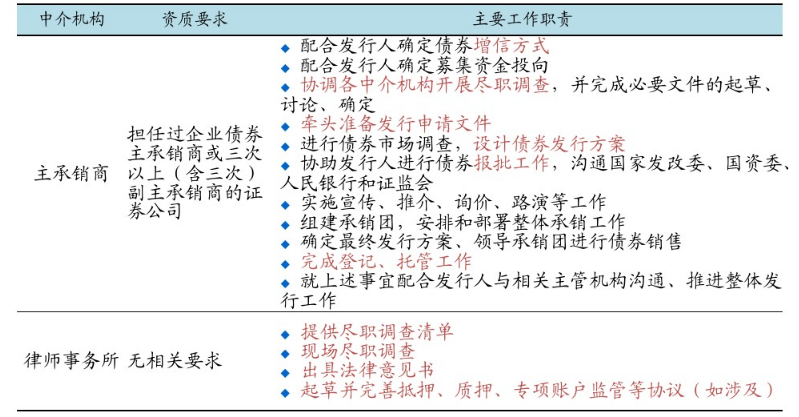 中介机构 资质要求 主要工作职责
◆ 配合发行人确定债券增信方式
◆ 配合发行人确定募集资金投向
◆ 协调各中介机构开展尽职调查，并完成必要文件的起草、
讨论、确定
◆ 牵头准备发行申请文件
◆ 进行债券市场调查，设计债券发行方案
◆ 协助发行人进行债券报批工作，沟通国家发改委、国资委、
人民银行和证监会
◆ 实施宣传、推介、询价、路演等工作
◆ 组建承销团，安排和部署整体承销工作
◆ 确定最终发行方案、领导承销团进行债券销售
◆ 完成登记、托管工作
◆ 就上述事宜配合发行人与相关主管机构沟通、推进整体发
行工作
主承销商
担任过企业债券
主承销商或三次
以上（含三次）
副主承销商的证
券公司
律师事务所 无相关要求
◆ 提供尽职调查清单
◆ 现场尽职调查
◆ 出具法律意见书
◆ 起草并完善抵押、质押、专项账户监管等协议（如涉及）